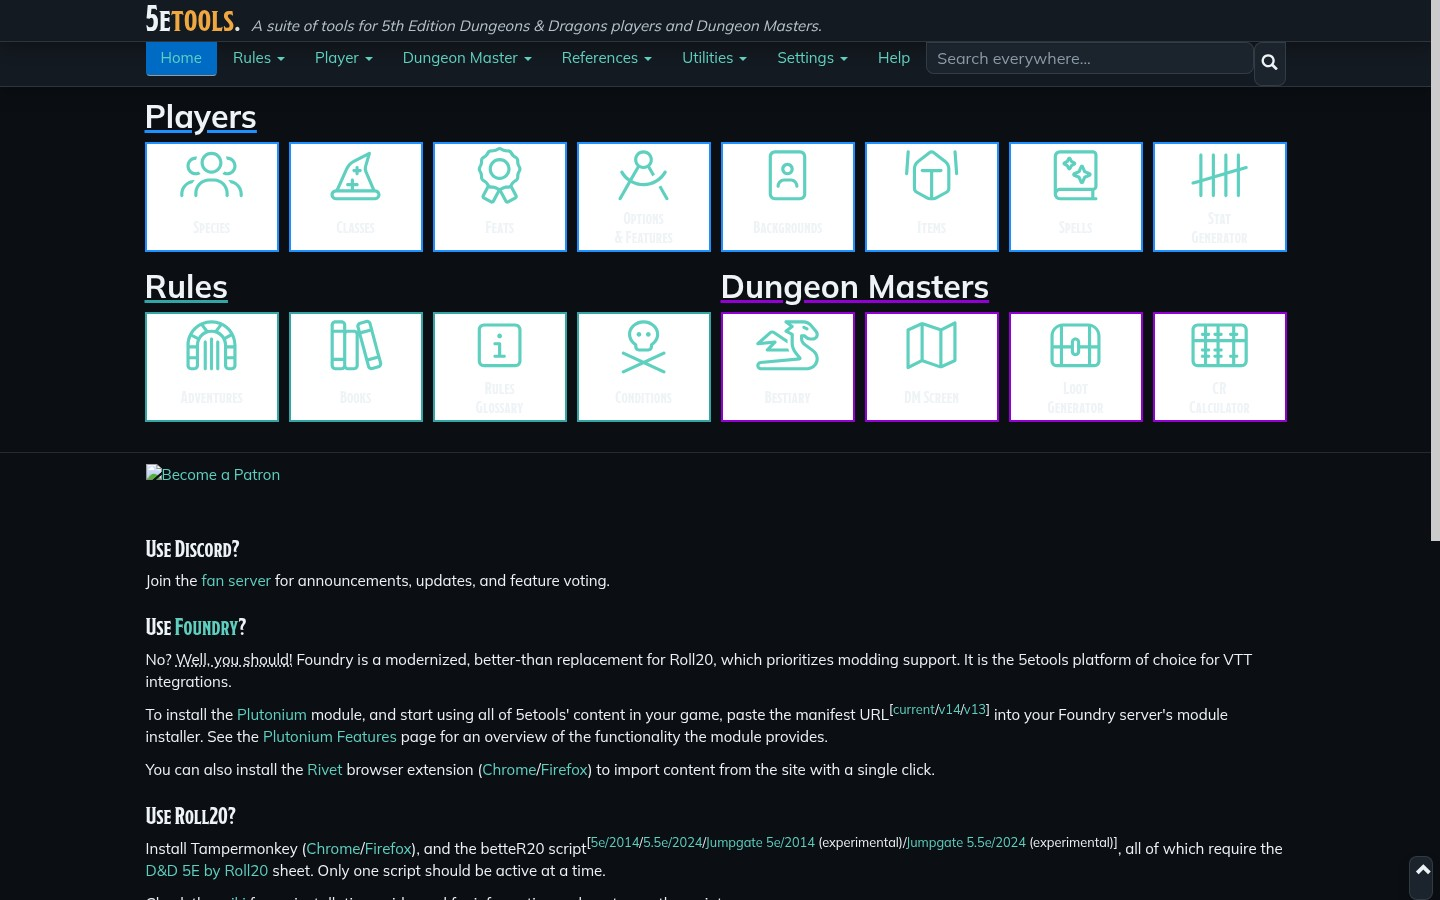 5ETOOLS. A suite of tools for 5th Edition Dungeons & Dragons players and Dungeon Masters.
Home Rules Player Dungeon Master References Utilities Settings Help Search everywhere...
Players
Species Classes Feats Options & Features Backgrounds Items Spells Stat Generator
Rules Dungeon Masters
Adventures Books Rules Glossary Conditions Bestiary DM Screen Loot Generator CR Calculator
Become a Patron
Use Discord?
Join the fan server for announcements, updates, and feature voting.
Use Foundry?
No? Well, you should! Foundry is a modernized, better-than replacement for Roll20, which prioritizes modding support. It is the 5etools platform of choice for VTT
integrations.
To install the Plutonium module, and start using all of 5etools' content in your game, paste the manifest URL[current/v14/v13] into your Foundry server's module
installer. See the Plutonium Features page for an overview of the functionality the module provides.
You can also install the Rivet browser extension (Chrome/Firefox) to import content from the site with a single click.
Use Roll20?
Install Tampermonkey (Chrome/Firefox), and the betteR20 script[5e/2014/5.5e/2024/Jumpgate 5e/2014 (experimental)/Jumpgate 5.5e/2024 (experimental)], all of which require the
D&D 5E by Roll20 sheet. Only one script should be active at a time.